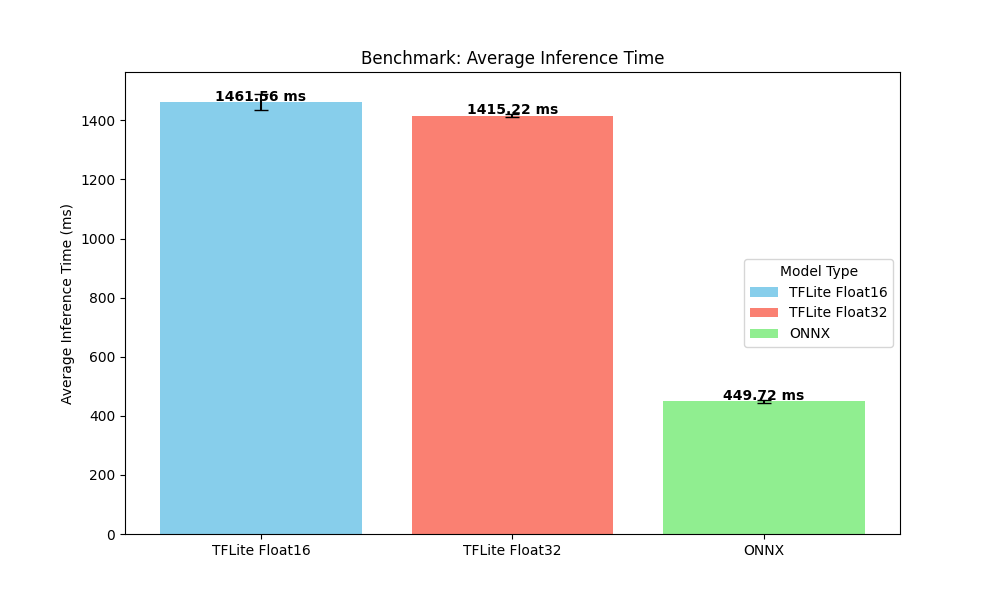 Benchmark: Average Inference Time
Average Inference Time (ms)
1400
1200
1000
800
600
400
200
0
1461.56 ms
1415.22 ms
449.72 ms
Model Type
TFLite Float16
TFLite Float32
ONNX
TFLite Float16
TFLite Float32
ONNX